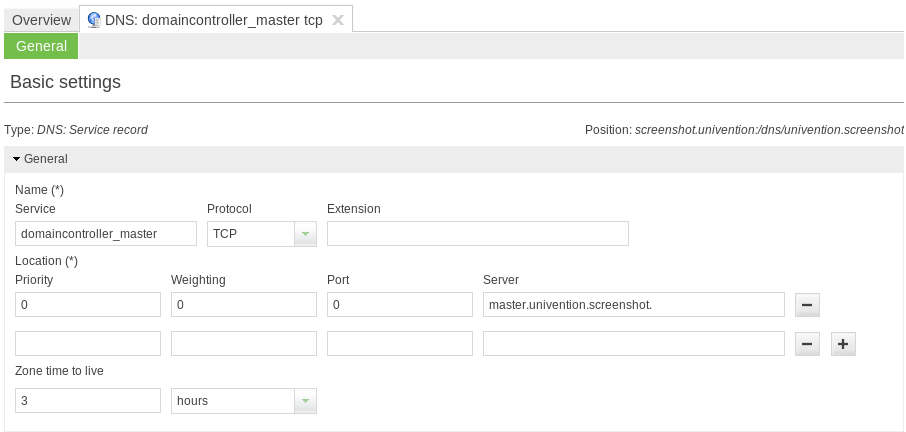 Overview DNS: domaincontroller_master tcp
General
Basic settings
Type: DNS: Service record Position: screenshot.univention:/dns/univention.screenshot
General
Name (*)
Service Protocol Extension
domaincontroller_master TCP
Location (*)
Priority Weighting Port Server
0 0 0 master.univention.screenshot.
Zone time to live
3 hours